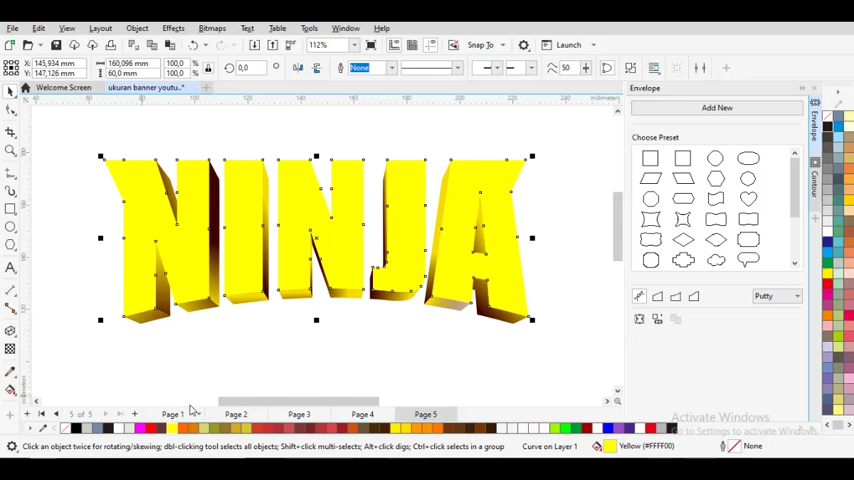 File Edit View Layout Object Effects Bitmaps Text Table Tools Window Help
112% Snap To Launch
X: 145,934 mm 160,096 mm 100,0 % 0,0 ° None 50
Y: 147,126 mm 60,0 mm 100,0 %
Welcome Screen ukuran banner youtu..*
Envelope
Add New
Choose Preset
millimeters
NINJA
Envelope
Contour
Putty
5 of 5 Page 1 Page 2 Page 3 Page 4 Page 5
Activate Windows
Go to Settings to activate Windows.
Click an object twice for rotating/skewing; dbl-clicking tool selects all objects; Shift+click multi-selects; Alt+click digs; Ctrl+click selects in a group Curve on Layer 1 Yellow (#FFFF00) None